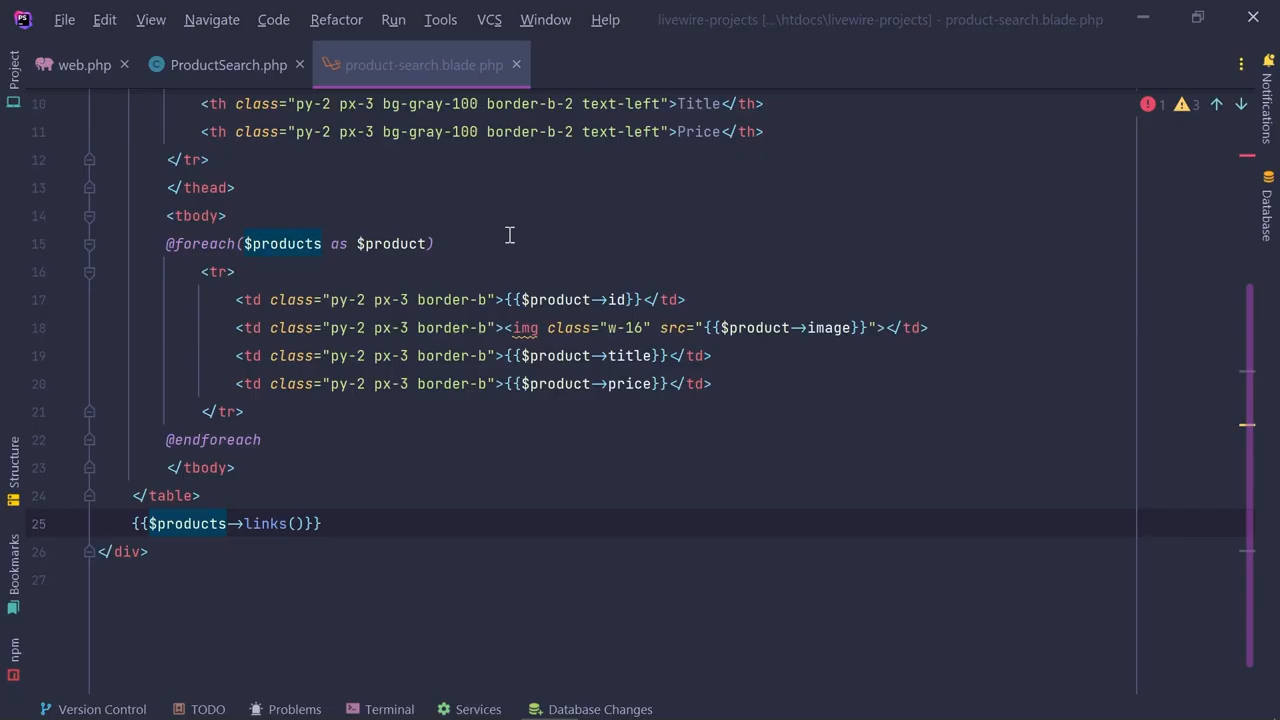 PS File Edit View Navigate Code Refactor Run Tools VCS Window Help livewire-projects [...\htdocs\livewire-projects] - product-search.blade.php
web.php ProductSearch.php product-search.blade.php
Project
Structure
Bookmarks
npm
Notifications
Database
1 3
10 <th class="py-2 px-3 bg-gray-100 border-b-2 text-left">Title</th>
11 <th class="py-2 px-3 bg-gray-100 border-b-2 text-left">Price</th>
12 </tr>
13 </thead>
14 <tbody>
15 @foreach($products as $product)
16 <tr>
17 <td class="py-2 px-3 border-b">{{$product->id}}</td>
18 <td class="py-2 px-3 border-b"><img class="w-16" src="{{$product->image}}"></td>
19 <td class="py-2 px-3 border-b">{{$product->title}}</td>
20 <td class="py-2 px-3 border-b">{{$product->price}}</td>
21 </tr>
22 @endforeach
23 </tbody>
24 </table>
25 {{$products->links()}}
26 </div>
27
Version Control TODO Problems Terminal Services Database Changes